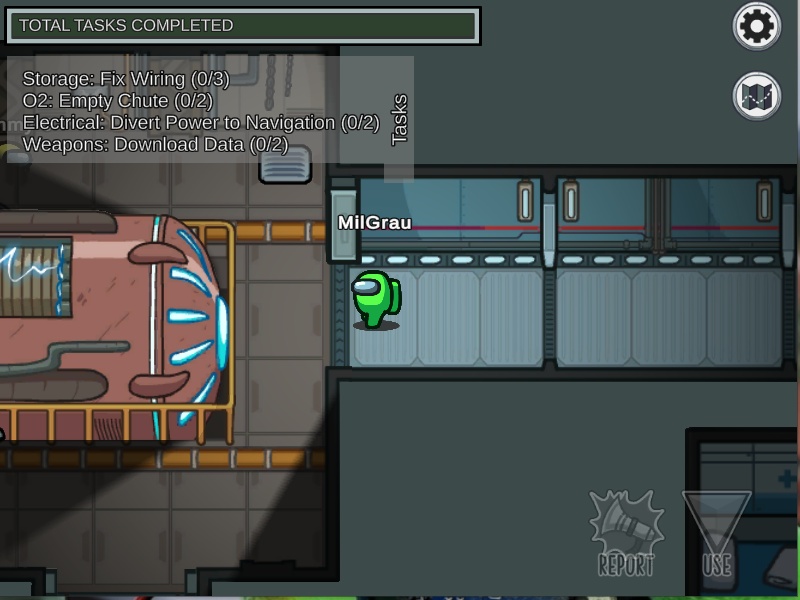 TOTAL TASKS COMPLETED
Storage: Fix Wiring (0/3)
O2: Empty Chute (0/2)
Electrical: Divert Power to Navigation (0/2)
Weapons: Download Data (0/2)
Tasks
MilGrau
REPORT
USE